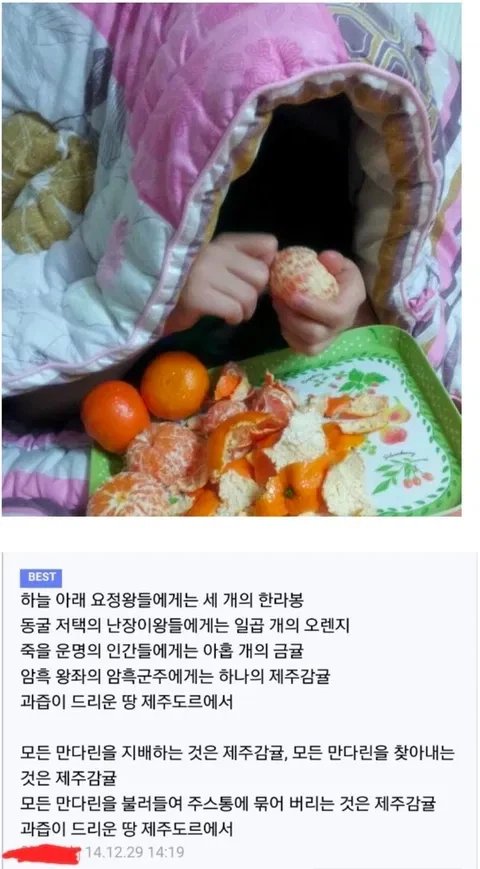 BEST
하늘 아래 요정왕들에게는 세 개의 한라봉
동굴 저택의 난장이왕들에게는 일곱 개의 오렌지
죽을 운명의 인간들에게는 아홉 개의 금귤
암흑 왕좌의 암흑군주에게는 하나의 제주감귤
과즙이 드리운 땅 제주도르에서
모든 만다린을 지배하는 것은 제주감귤, 모든 만다린을 찾아내는
것은 제주감귤
모든 만다린을 불러들여 주스통에 묶어 버리는 것은 제주감귤
과즙이 드리운 땅 제주도르에서
14.12.29 14:19